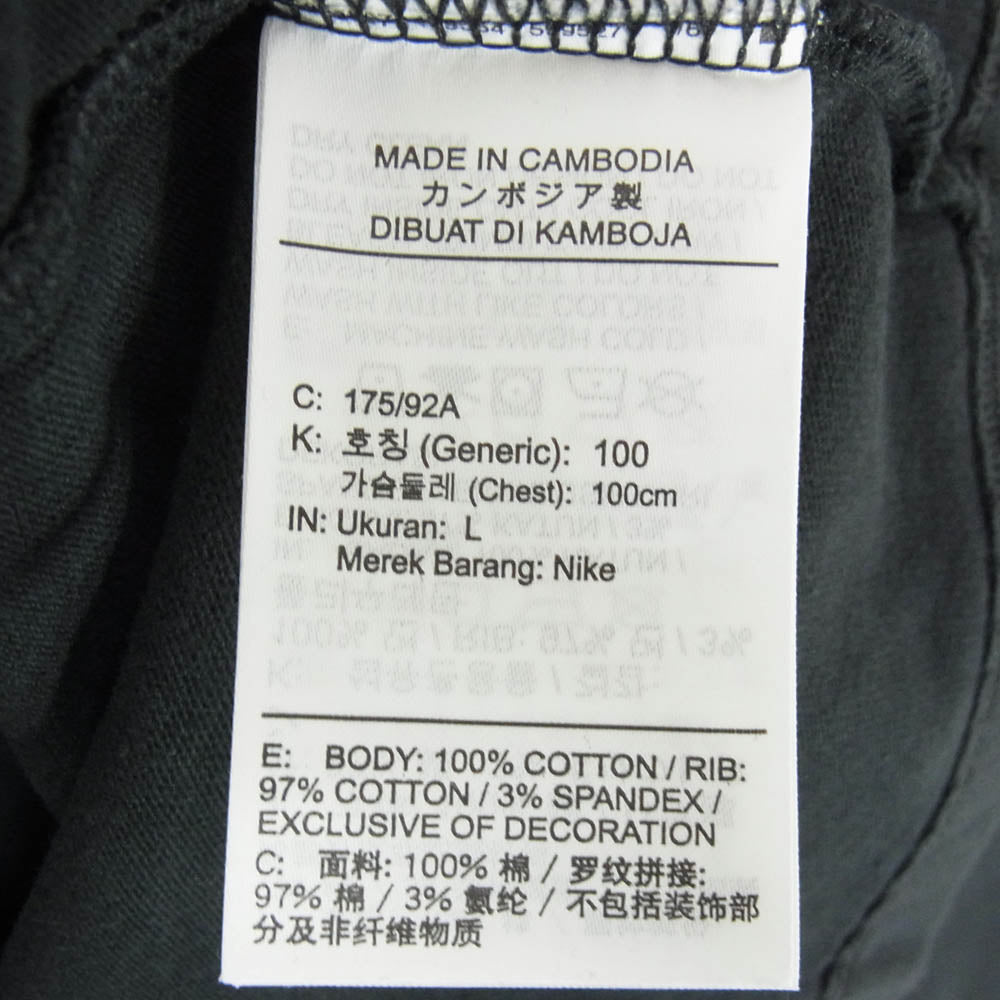 MADE IN CAMBODIA
カンボジア製
DIBUAT DI KAMBOJA
C: 175/92A
K: 호칭 (Generic): 100
가슴둘레 (Chest): 100cm
IN: Ukuran: L
Merek Barang: Nike
E: BODY: 100% COTTON / RIB:
97% COTTON / 3% SPANDEX /
EXCLUSIVE OF DECORATION
C: 面料: 100% 棉 / 罗纹拼接:
97% 棉 / 3% 氨纶 / 不包括装饰部
分及非纤维物质